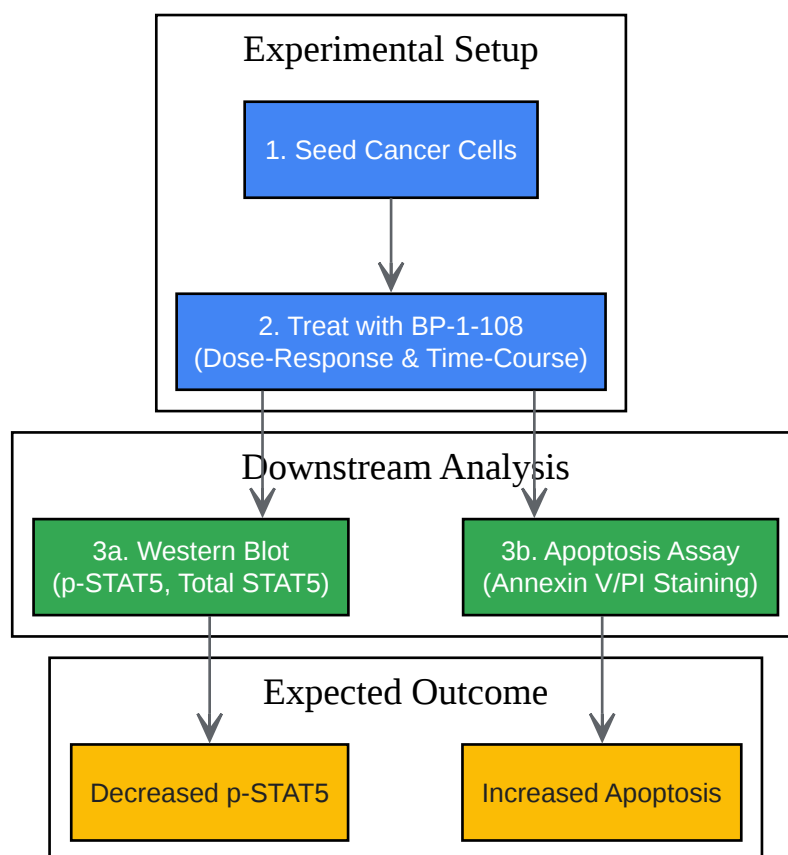 Experimental Setup
1. Seed Cancer Cells
2. Treat with BP-1-108
(Dose-Response & Time-Course)
Downstream Analysis
3a. Western Blot
(p-STAT5, Total STAT5)
3b. Apoptosis Assay
(Annexin V/PI Staining)
Expected Outcome
Decreased p-STAT5
Increased Apoptosis